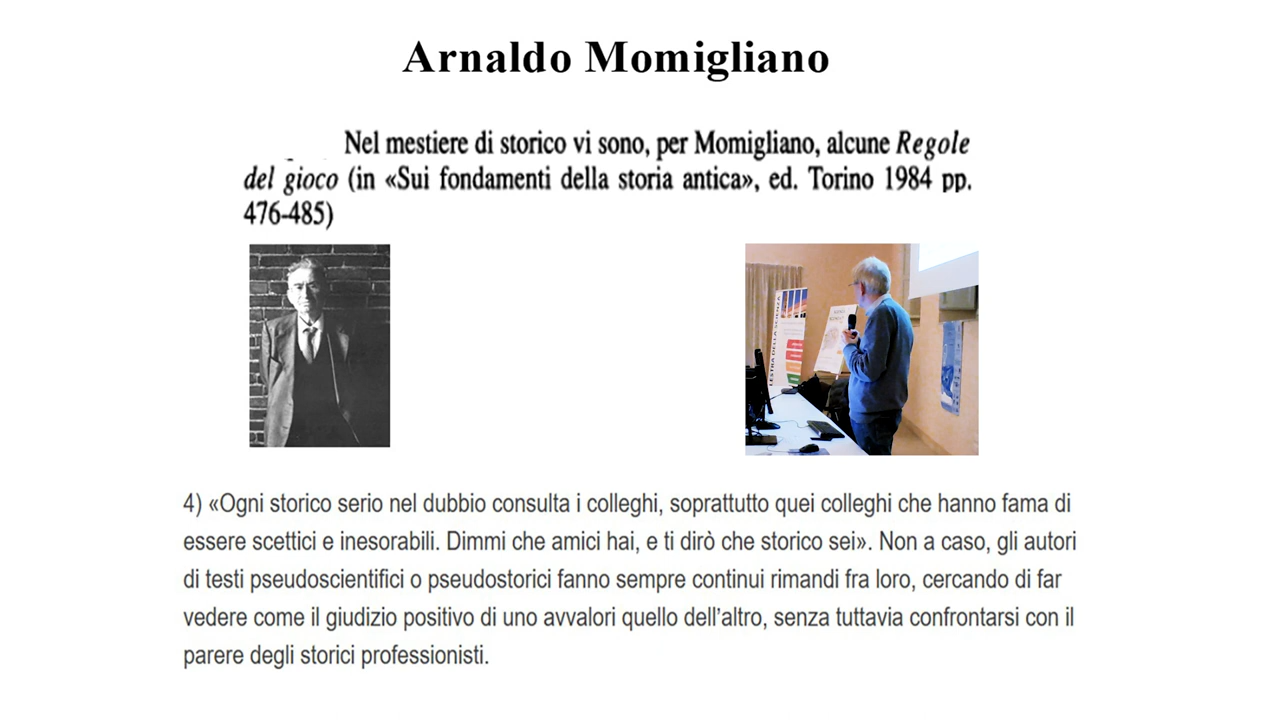 Arnaldo Momigliano
Nel mestiere di storico vi sono, per Momigliano, alcune Regole
del gioco (in «Sui fondamenti della storia antica», ed. Torino 1984 pp.
476-485)
LESTRA DELLA SCIENZA
4) «Ogni storico serio nel dubbio consulta i colleghi, soprattutto quei colleghi che hanno fama di
essere scettici e inesorabili. Dimmi che amici hai, e ti dirò che storico sei». Non a caso, gli autori
di testi pseudoscientifici o pseudostorici fanno sempre continui rimandi fra loro, cercando di far
vedere come il giudizio positivo di uno avvalori quello dell’altro, senza tuttavia confrontarsi con il
parere degli storici professionisti.